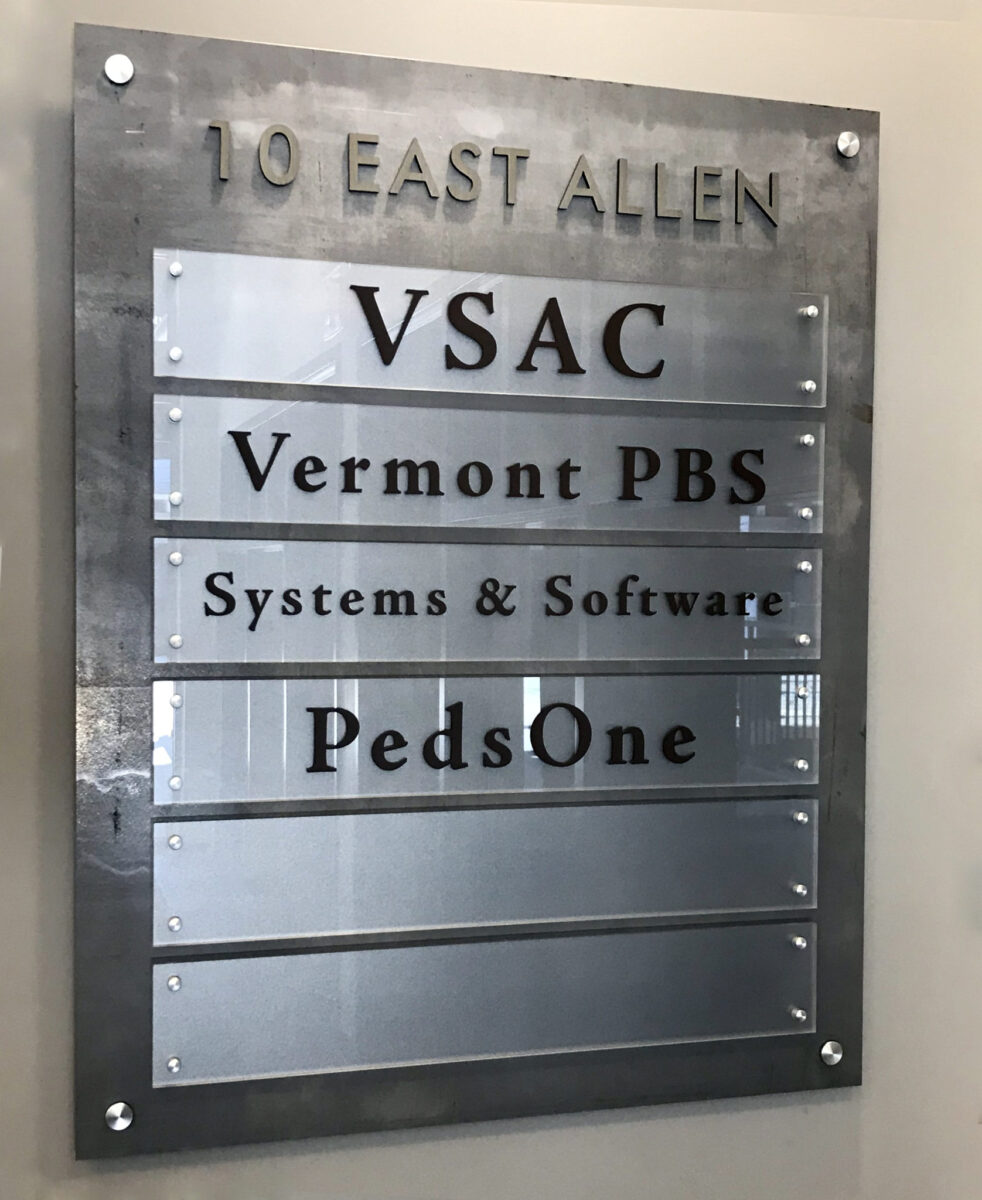 10 EAST ALLEN
VSAC
Vermont PBS
Systems & Software
PedsOne